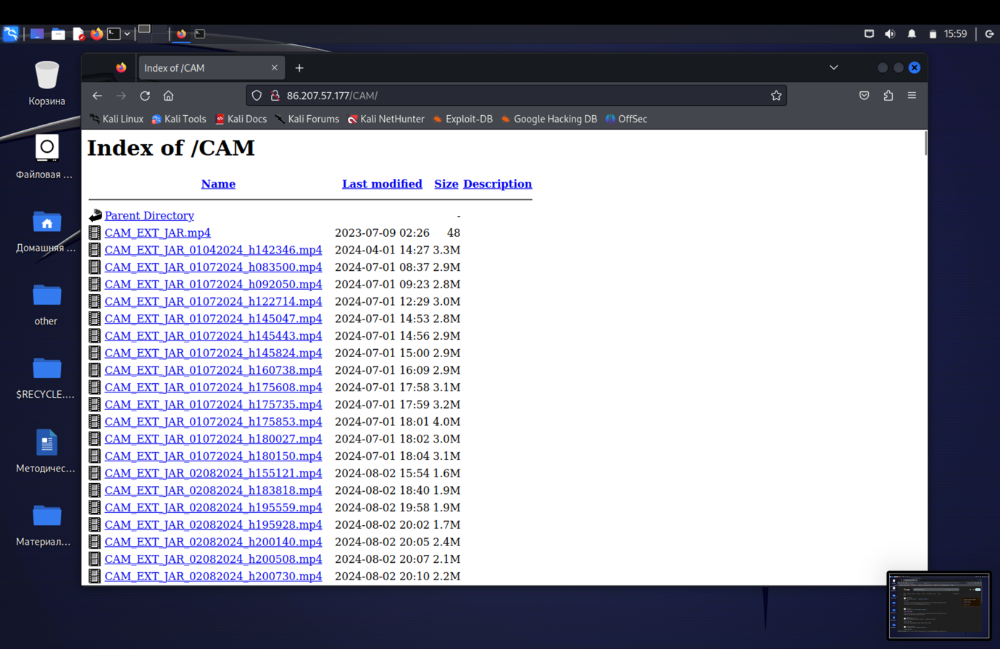 15:59
Index of /CAM
86.207.57.177/CAM/
Kali Linux Kali Tools Kali Docs Kali Forums Kali NetHunter Exploit-DB Google Hacking DB OffSec
Корзина
Файловая ...
Домашняя ...
other
$RECYCLE....
Методичес...
Материал...
Index of /CAM
Name Last modified Size Description
Parent Directory -
CAM_EXT_JAR.mp4 2023-07-09 02:26 48
CAM_EXT_JAR_01042024_h142346.mp4 2024-04-01 14:27 3.3M
CAM_EXT_JAR_01072024_h083500.mp4 2024-07-01 08:37 2.9M
CAM_EXT_JAR_01072024_h092050.mp4 2024-07-01 09:23 2.8M
CAM_EXT_JAR_01072024_h122714.mp4 2024-07-01 12:29 3.0M
CAM_EXT_JAR_01072024_h145047.mp4 2024-07-01 14:53 2.8M
CAM_EXT_JAR_01072024_h145443.mp4 2024-07-01 14:56 2.9M
CAM_EXT_JAR_01072024_h145824.mp4 2024-07-01 15:00 2.9M
CAM_EXT_JAR_01072024_h160738.mp4 2024-07-01 16:09 2.9M
CAM_EXT_JAR_01072024_h175608.mp4 2024-07-01 17:58 3.1M
CAM_EXT_JAR_01072024_h175735.mp4 2024-07-01 17:59 3.2M
CAM_EXT_JAR_01072024_h175853.mp4 2024-07-01 18:01 4.0M
CAM_EXT_JAR_01072024_h180027.mp4 2024-07-01 18:02 3.0M
CAM_EXT_JAR_01072024_h180150.mp4 2024-07-01 18:04 3.1M
CAM_EXT_JAR_02082024_h155121.mp4 2024-08-02 15:54 1.6M
CAM_EXT_JAR_02082024_h183818.mp4 2024-08-02 18:40 1.9M
CAM_EXT_JAR_02082024_h195559.mp4 2024-08-02 19:58 1.9M
CAM_EXT_JAR_02082024_h195928.mp4 2024-08-02 20:02 1.7M
CAM_EXT_JAR_02082024_h200140.mp4 2024-08-02 20:05 2.4M
CAM_EXT_JAR_02082024_h200508.mp4 2024-08-02 20:07 2.1M
CAM_EXT_JAR_02082024_h200730.mp4 2024-08-02 20:10 2.2M